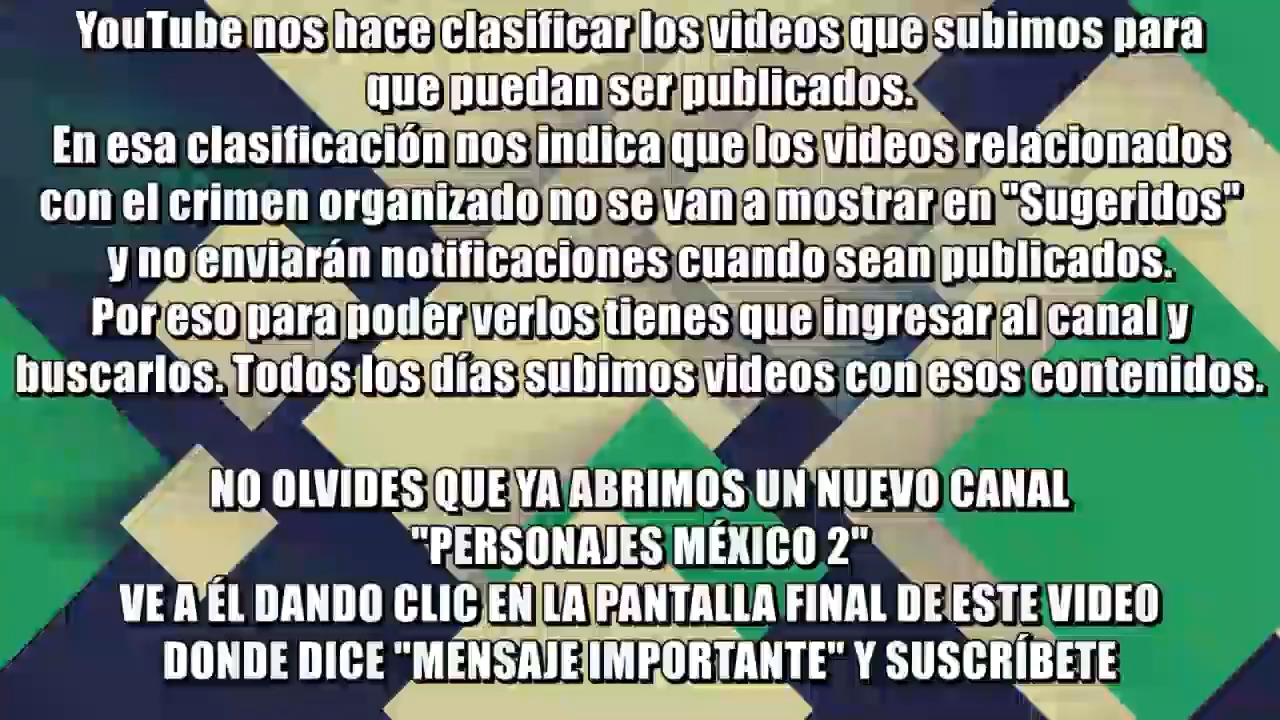 YouTube nos hace clasificar los videos que subimos para
que puedan ser publicados.
En esa clasificación nos indica que los videos relacionados
con el crimen organizado no se van a mostrar en "Sugeridos"
y no enviarán notificaciones cuando sean publicados.
Por eso para poder verlos tienes que ingresar al canal y
buscarlos. Todos los días subimos videos con esos contenidos.
NO OLVIDES QUE YA ABRIMOS UN NUEVO CANAL
"PERSONAJES MÉXICO 2"
VE A ÉL DANDO CLIC EN LA PANTALLA FINAL DE ESTE VIDEO
DONDE DICE "MENSAJE IMPORTANTE" Y SUSCRÍBETE